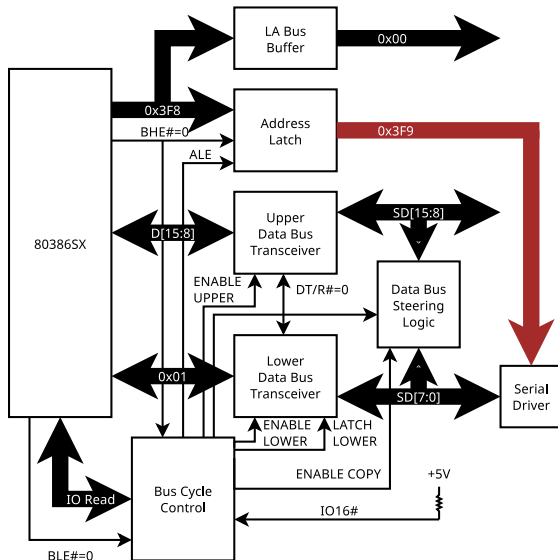 LA Bus
Buffer
0x00
0x3F8
BHE#=0
ALE
Address
Latch
0x3F9
80386SX
D[15:8]
Upper
Data Bus
Transceiver
SD[15:8]
ENABLE
UPPER
DT/R#=0
Data Bus
Steering
Logic
0x01
Lower
Data Bus
Transceiver
SD[7:0]
Serial
Driver
ENABLE
LOWER
LATCH
LOWER
IO Read
Bus Cycle
Control
ENABLE COPY
+5V
IO16#
BLE#=0